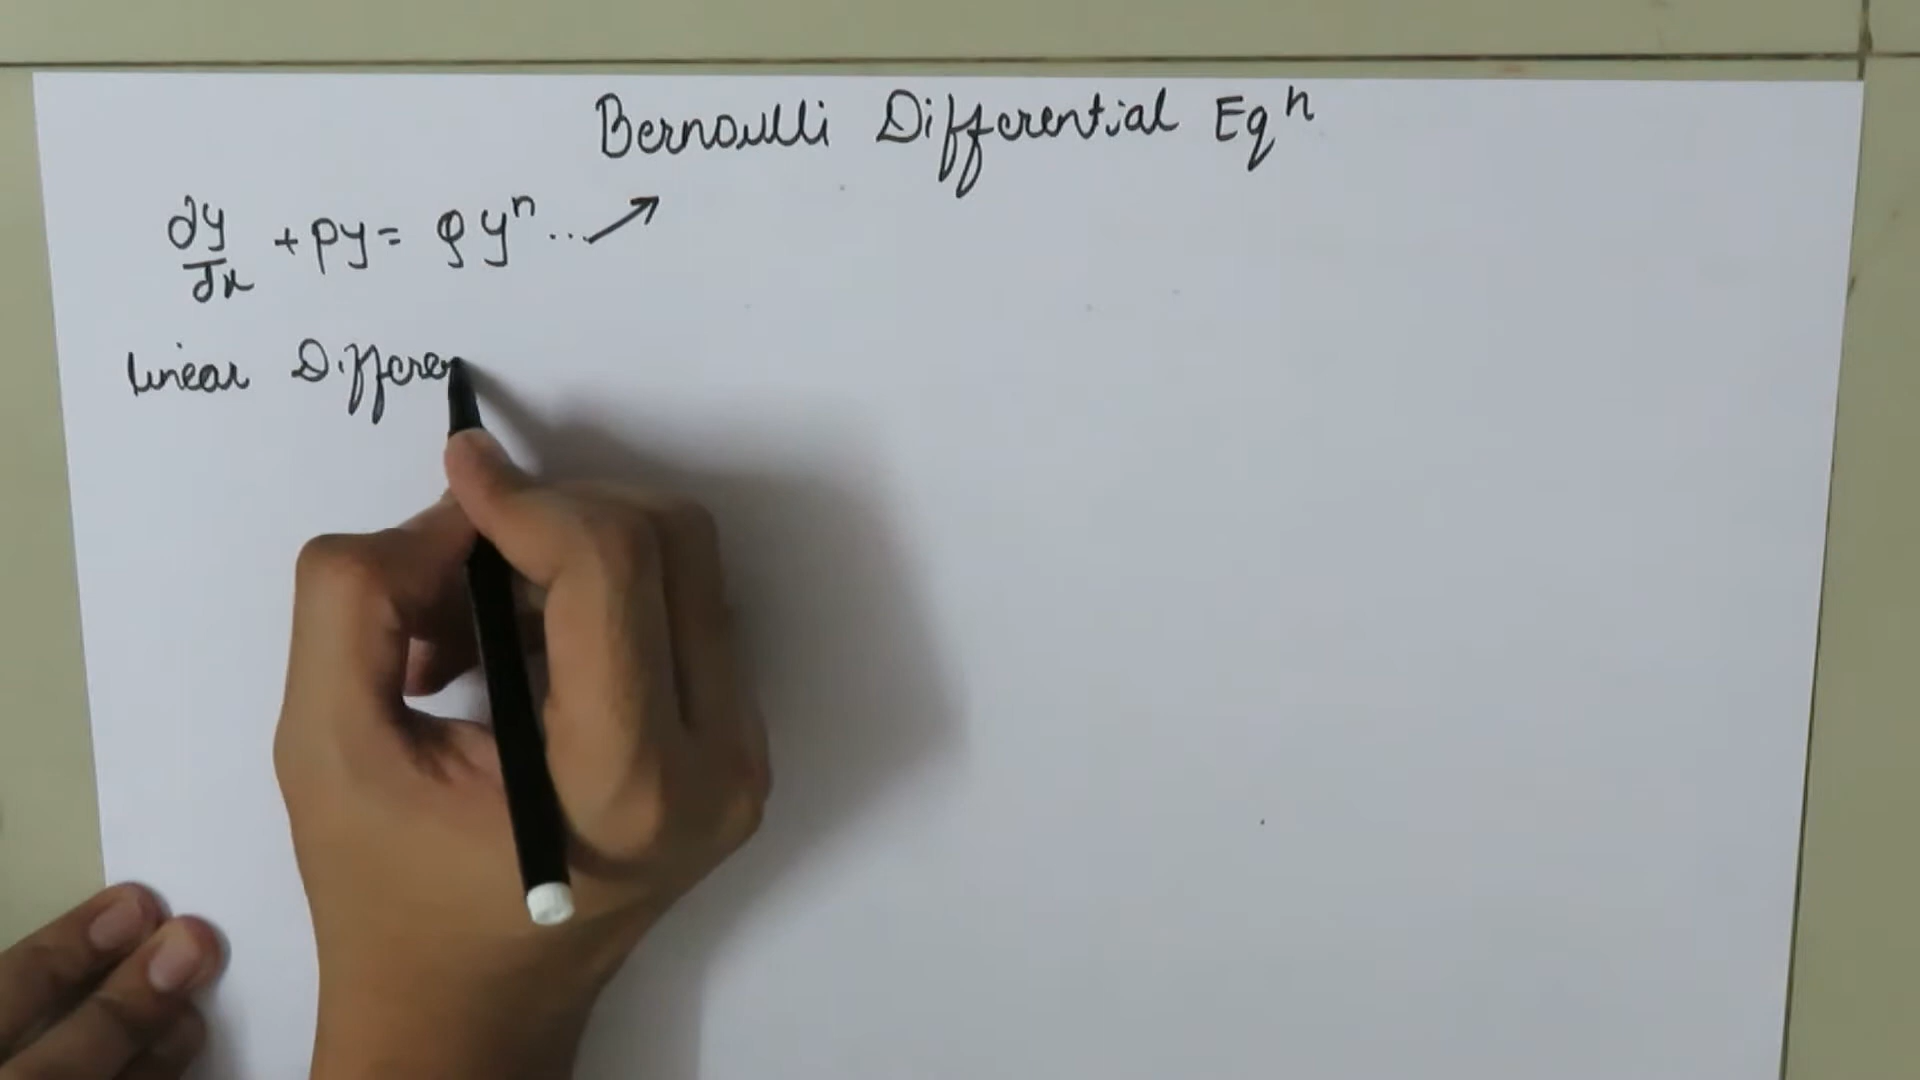 Bernoulli Differential Eqⁿ
dy/dx + py = Qyⁿ ... ↗
Linear Differen